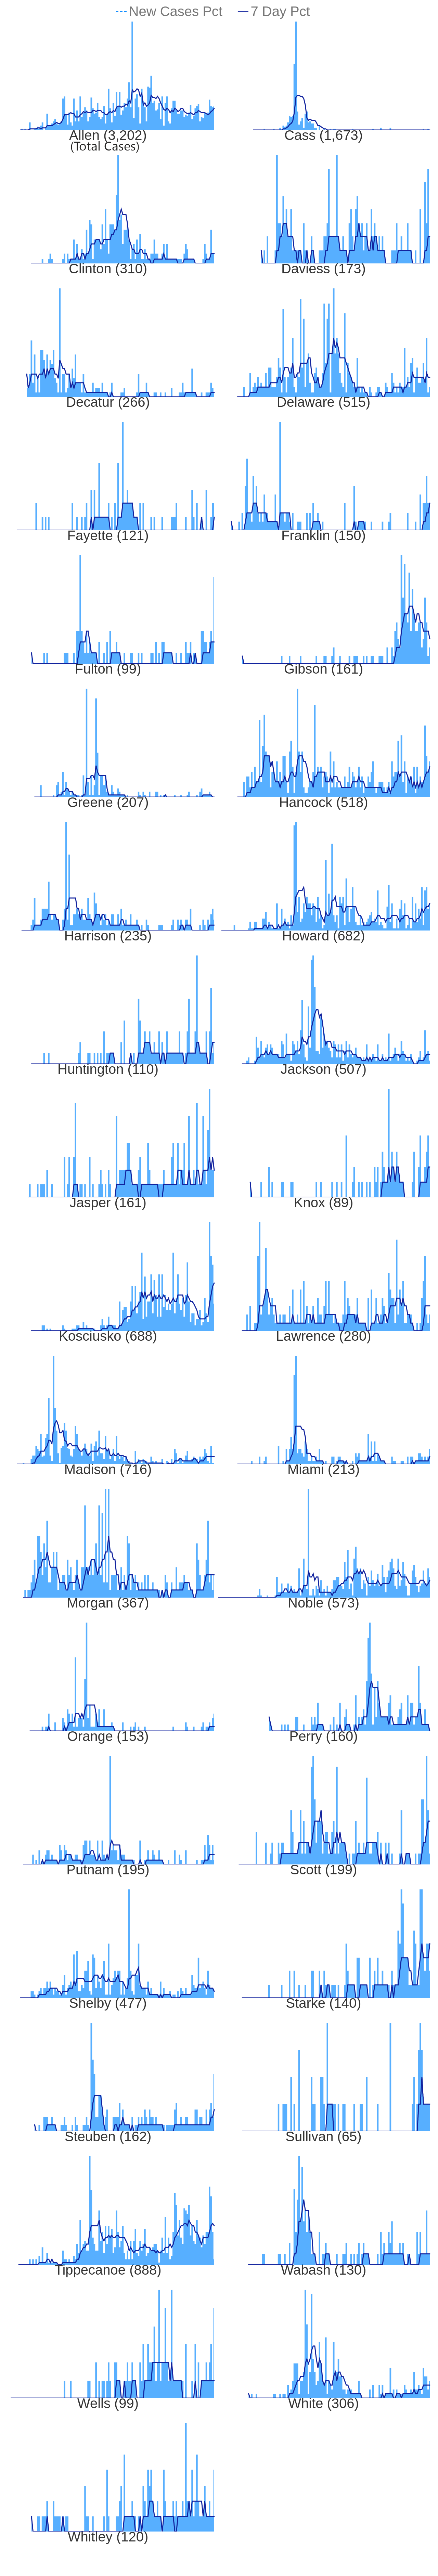 New Cases Pct 7 Day Pct
Allen (3,202) Cass (1,673)
(Total Cases)
Clinton (310) Daviess (173)
Decatur (266) Delaware (515)
Fayette (121) Franklin (150)
Fulton (99) Gibson (161)
Greene (207) Hancock (518)
Harrison (235) Howard (682)
Huntington (110) Jackson (507)
Jasper (161) Knox (89)
Kosciusko (688) Lawrence (280)
Madison (716) Miami (213)
Morgan (367) Noble (573)
Orange (153) Perry (160)
Putnam (195) Scott (199)
Shelby (477) Starke (140)
Steuben (162) Sullivan (65)
Tippecanoe (888) Wabash (130)
Wells (99) White (306)
Whitley (120)